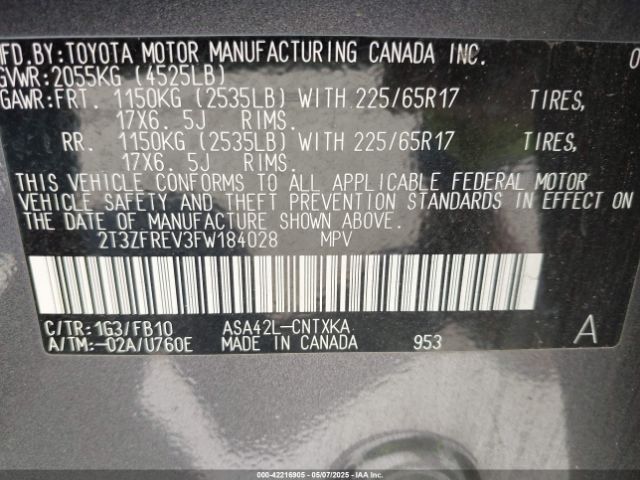 MFD.BY:TOYOTA MOTOR MANUFACTURING CANADA INC. 0
GVWR:2055KG (4525LB)
GAWR:FRT. 1150KG (2535LB) WITH 225/65R17 TIRES,
17X6.5J RIMS.
RR. 1150KG (2535LB) WITH 225/65R17 TIRES,
17X6.5J RIMS.
THIS VEHICLE CONFORMS TO ALL APPLICABLE FEDERAL MOTOR
VEHICLE SAFETY AND THEFT PREVENTION STANDARDS IN EFFECT ON
THE DATE OF MANUFACTURE SHOWN ABOVE.
2T3ZFREV3FW184028 MPV
C/TR:1G3/FB10 ASA42L-CNTXKA
A/TM:-02A/U760E MADE IN CANADA 953 A
000-42216905 - 05/07/2025 - IAAI.COM